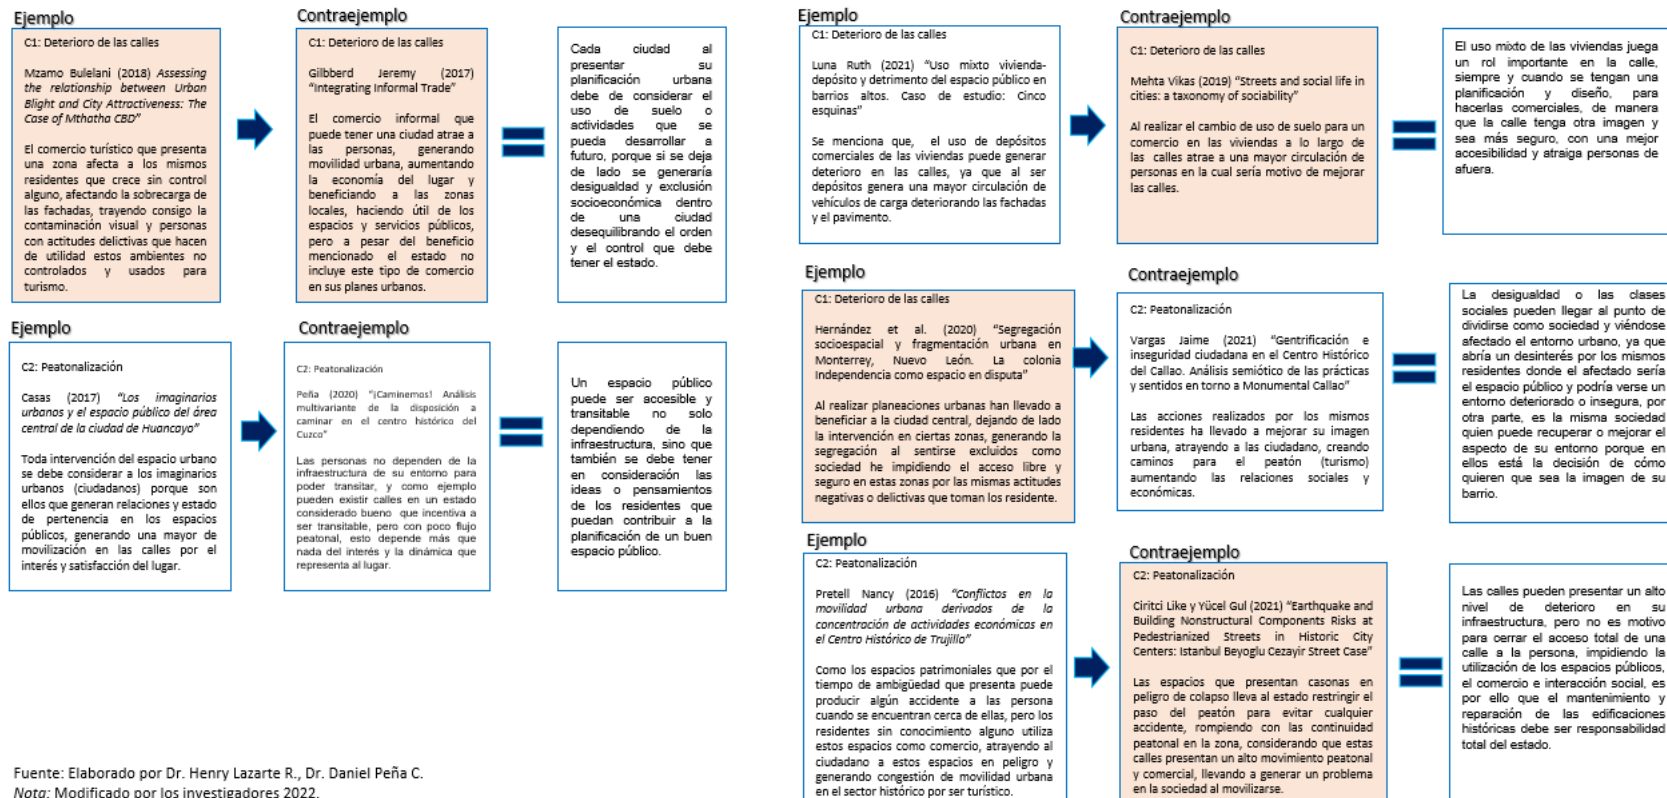 Ejemplo
C1: Deterioro de las calles
Mzamo Bulelani (2018) Assessing
the relationship between Urban
Blight and City Attractiveness: The
Case of Mthatha CBD"
El comercio turístico que presenta
una zona afecta a los mismos
residentes que crece sin control
alguno, afectando la sobrecarga de
las fachadas, trayendo consigo la
contaminación visual y personas
con actitudes delictivas que hacen
de utilidad estos ambientes no
controlados y usados para
turismo.
Contraejemplo
C1: Deterioro de las calles
Gilbberd Jeremy (2017)
"Integrating Informal Trade"
El comercio informal que
puede tener una ciudad atrae a
las personas, generando
movilidad urbana, aumentando
la economía del lugar y
beneficiando a las zonas
locales, haciendo útil de los
espacios y servicios públicos,
pero a pesar del beneficio
mencionado el estado no
incluye este tipo de comercio
en sus planes urbanos.
Cada ciudad al
presentar su
planificación urbana
debe de considerar el
uso de suelo o
actividades que se
pueda desarrollar a
futuro, porque si se deja
de lado se generaría
desigualdad y exclusión
socioeconómica dentro
de una ciudad
desequilibrando el orden
y el control que debe
tener el estado.
Ejemplo
C2: Peatonalización
Casas (2017) "Los imaginarios
urbanos y el espacio público del área
central de la ciudad de Huancayo"
Toda intervención del espacio urbano
se debe considerar a los imaginarios
urbanos (ciudadanos) porque son
ellos que generan relaciones y estado
de pertenencia en los espacios
públicos, generando una mayor de
movilización en las calles por el
interés y satisfacción del lugar.
Contraejemplo
C2: Peatonalización
Peña (2020) "¡Caminemos! Análisis
multivariante de la disposición a
caminar en el centro histórico del
Cuzco"
Las personas no dependen de la
infraestructura de su entorno para
poder transitar, y como ejemplo
pueden existir calles en un estado
considerado bueno que incentiva a
ser transitable, pero con poco flujo
peatonal, esto depende más que
nada del interés y la dinámica que
representa al lugar.
Un espacio público
puede ser accesible y
transitable no solo
dependiendo de la
infraestructura, sino que
también se debe tener
en consideración las
ideas o pensamientos
de los residentes que
puedan contribuir a la
planificación de un buen
espacio público.
Fuente: Elaborado por Dr. Henry Lazarte R., Dr. Daniel Peña C.
Nota: Modificado por los investigadores 2022.
Ejemplo
C1: Deterioro de las calles
Luna Ruth (2021) "Uso mixto vivienda-
depósito y detrimento del espacio público en
barrios altos. Caso de estudio: Cinco
esquinas"
Se menciona que, el uso de depósitos
comerciales de las viviendas puede generar
deterioro en las calles, ya que al ser
depósitos genera una mayor circulación de
vehículos de carga deteriorando las fachadas
y el pavimento.
Contraejemplo
C1: Deterioro de las calles
Mehta Vikas (2019) "Streets and social life in
cities: a taxonomy of sociability"
Al realizar el cambio de uso de suelo para un
comercio en las viviendas a lo largo de
las calles atrae a una mayor circulación de
personas en la cual sería motivo de mejorar
las calles.
El uso mixto de las viviendas juega
un rol importante en la calle,
siempre y cuando se tengan una
planificación y diseño, para
hacerlas comerciales, de manera
que la calle tenga otra imagen y
sea más seguro, con una mejor
accesibilidad y atraiga personas de
afuera.
Ejemplo
C1: Deterioro de las calles
Hernández et al. (2020) "Segregación
socioespacial y fragmentación urbana en
Monterrey, Nuevo León. La colonia
Independencia como espacio en disputa"
Al realizar planeaciones urbanas han llevado a
beneficiar a la ciudad central, dejando de lado
la intervención en ciertas zonas, generando la
segregación al sentirse excluidos como
sociedad he impidiendo el acceso libre y
seguro en estas zonas por las mismas actitudes
negativas o delictivas que toman los residente.
Contraejemplo
C2: Peatonalización
Vargas Jaime (2021) "Gentrificación e
inseguridad ciudadana en el Centro Histórico
del Callao. Análisis semiótico de las prácticas
y sentidos en torno a Monumental Callao"
Las acciones realizados por los mismos
residentes ha llevado a mejorar su imagen
urbana, atrayendo a las ciudadano, creando
caminos para el peatón (turismo)
aumentando las relaciones sociales y
económicas.
La desigualdad o las clases
sociales pueden llegar al punto de
dividirse como sociedad y viéndose
afectado el entorno urbano, ya que
abría un desinterés por los mismos
residentes donde el afectado sería
el espacio público y podría verse un
entorno deteriorado o insegura, por
otra parte, es la misma sociedad
quien puede recuperar o mejorar el
aspecto de su entorno porque en
ellos está la decisión de cómo
quieren que sea la imagen de su
barrio.
Ejemplo
C2: Peatonalización
Pretell Nancy (2016) "Conflictos en la
movilidad urbana derivados de la
concentración de actividades económicas en
el Centro Histórico de Trujillo"
Como los espacios patrimoniales que por el
tiempo de ambigüedad que presenta puede
producir algún accidente a las persona
cuando se encuentran cerca de ellas, pero los
residentes sin conocimiento alguno utiliza
estos espacios como comercio, atrayendo al
ciudadano a estos espacios en peligro y
generando congestión de movilidad urbana
en el sector histórico por ser turístico.
Contraejemplo
C2: Peatonalización
Ciritci Like y Yücel Gul (2021) "Earthquake and
Building Nonstructural Components Risks at
Pedestrianized Streets in Historic City
Centers: Istanbul Beyoglu Cezayir Street Case"
Las espacios que presentan casonas en
peligro de colapso lleva al estado restringir el
paso del peatón para evitar cualquier
accidente, rompiendo con las continuidad
peatonal en la zona, considerando que estas
calles presentan un alto movimiento peatonal
y comercial, llevando a generar un problema
en la sociedad al movilizarse.
Las calles pueden presentar un alto
nivel de deterioro en su
infraestructura, pero no es motivo
para cerrar el acceso total de una
calle a la persona, impidiendo la
utilización de los espacios públicos,
el comercio e interacción social, es
por ello que el mantenimiento y
reparación de las edificaciones
históricas debe ser responsabilidad
total del estado.